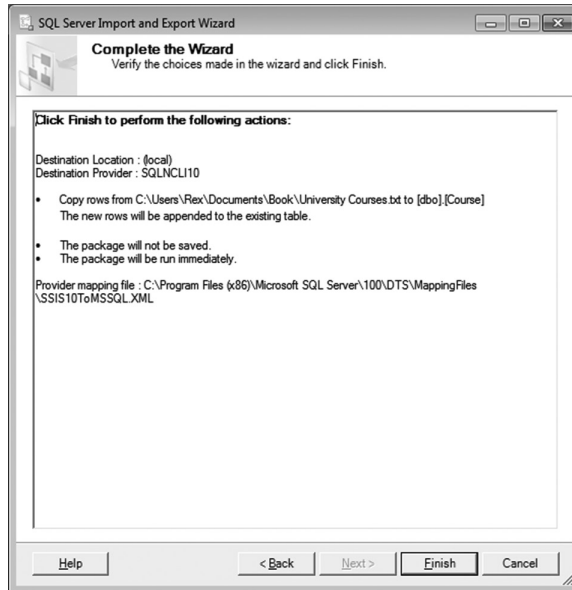 SQL Server Import and Export Wizard
Complete the Wizard
Verify the choices made in the wizard and click Finish.
Click Finish to perform the following actions:
Destination Location : (local)
Destination Provider : SQLNCLI10
• Copy rows from C:\Users\Rex\Documents\Book\University Courses.txt to [dbo].[Course]
The new rows will be appended to the existing table.
• The package will not be saved.
• The package will be run immediately.
Provider mapping file : C:\Program Files (x86)\Microsoft SQL Server\100\DTS\MappingFiles
\SSIS10ToMSSQL.XML
Help
< Back
Next >
Finish
Cancel